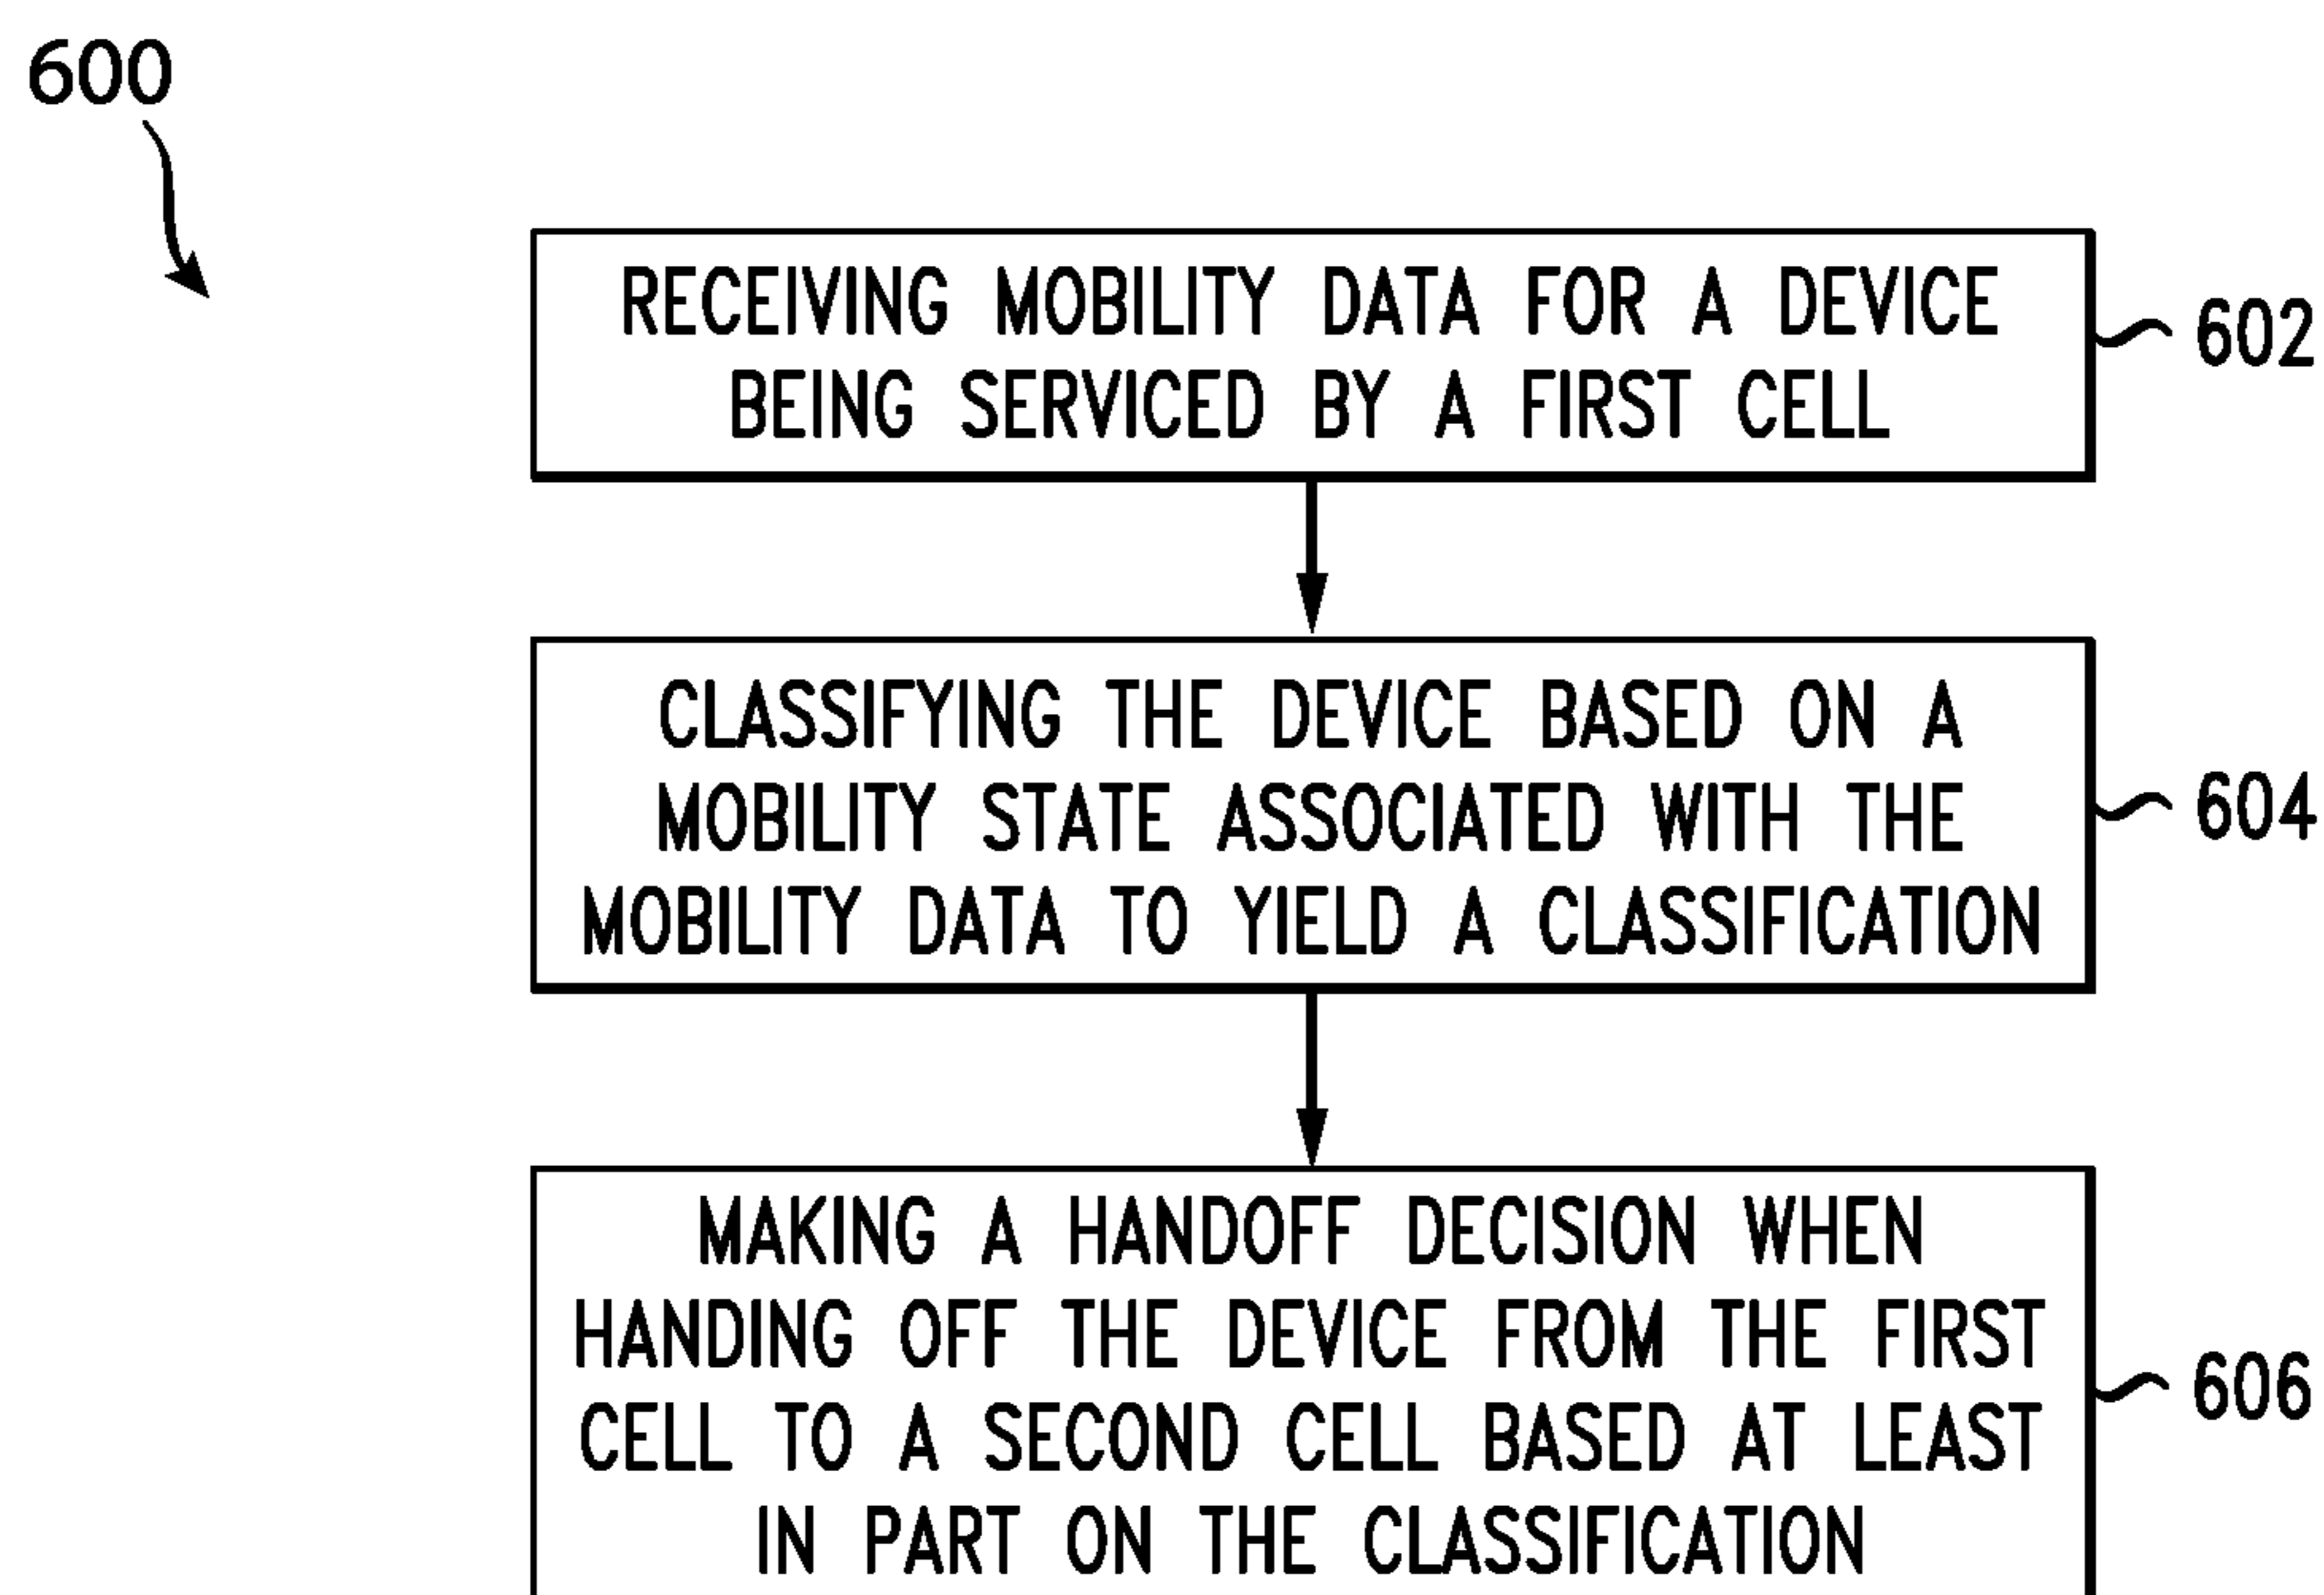 600
RECEIVING MOBILITY DATA FOR A DEVICE
BEING SERVICED BY A FIRST CELL
602
CLASSIFYING THE DEVICE BASED ON A
MOBILITY STATE ASSOCIATED WITH THE
MOBILITY DATA TO YIELD A CLASSIFICATION
604
MAKING A HANDOFF DECISION WHEN
HANDING OFF THE DEVICE FROM THE FIRST
CELL TO A SECOND CELL BASED AT LEAST
IN PART ON THE CLASSIFICATION
606